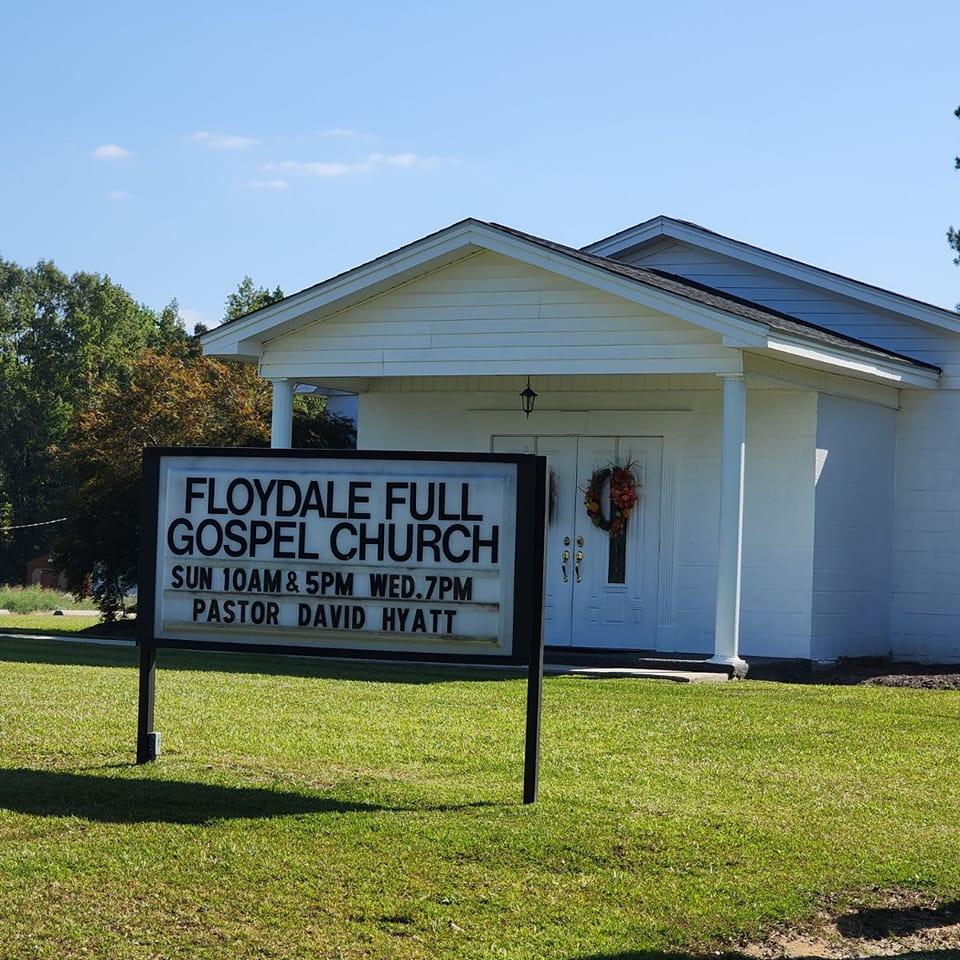 FLOYDALE FULL
GOSPEL CHURCH
SUN 10AM & 5PM WED. 7PM
PASTOR DAVID HYATT